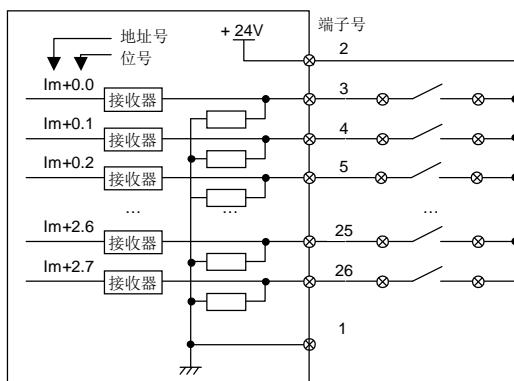 端子号
+ 24V
2
地址号
位号
Im+0.0
接收器
3
Im+0.1
接收器
4
Im+0.2
接收器
5
...
...
...
Im+2.6
接收器
25
Im+2.7
接收器
26
1